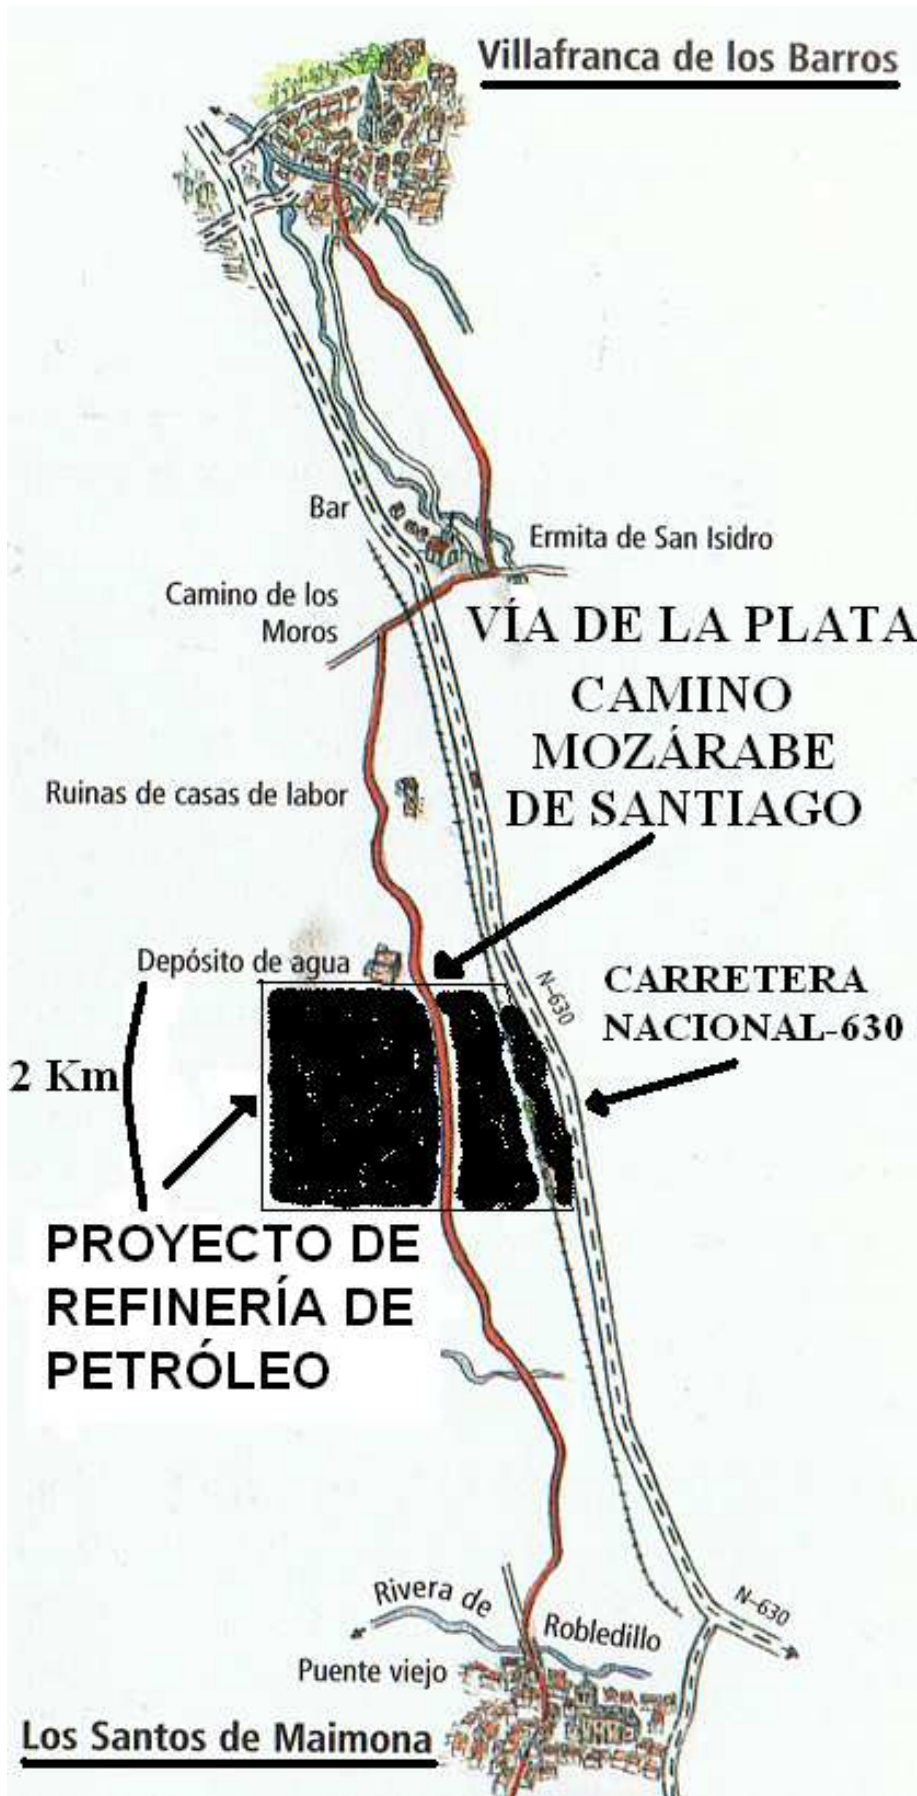 Villafranca de los Barros
Bar
Ermita de San Isidro
Camino de los
Moros
VÍA DE LA PLATA
CAMINO
MOZÁRABE
DE SANTIAGO
Ruinas de casas de labor
Depósito de agua
N-630
CARRETERA
NACIONAL-630
2 Km
PROYECTO DE
REFINERÍA DE
PETRÓLEO
Rivera de
Robledillo
N-630
Puente viejo
Los Santos de Maimona